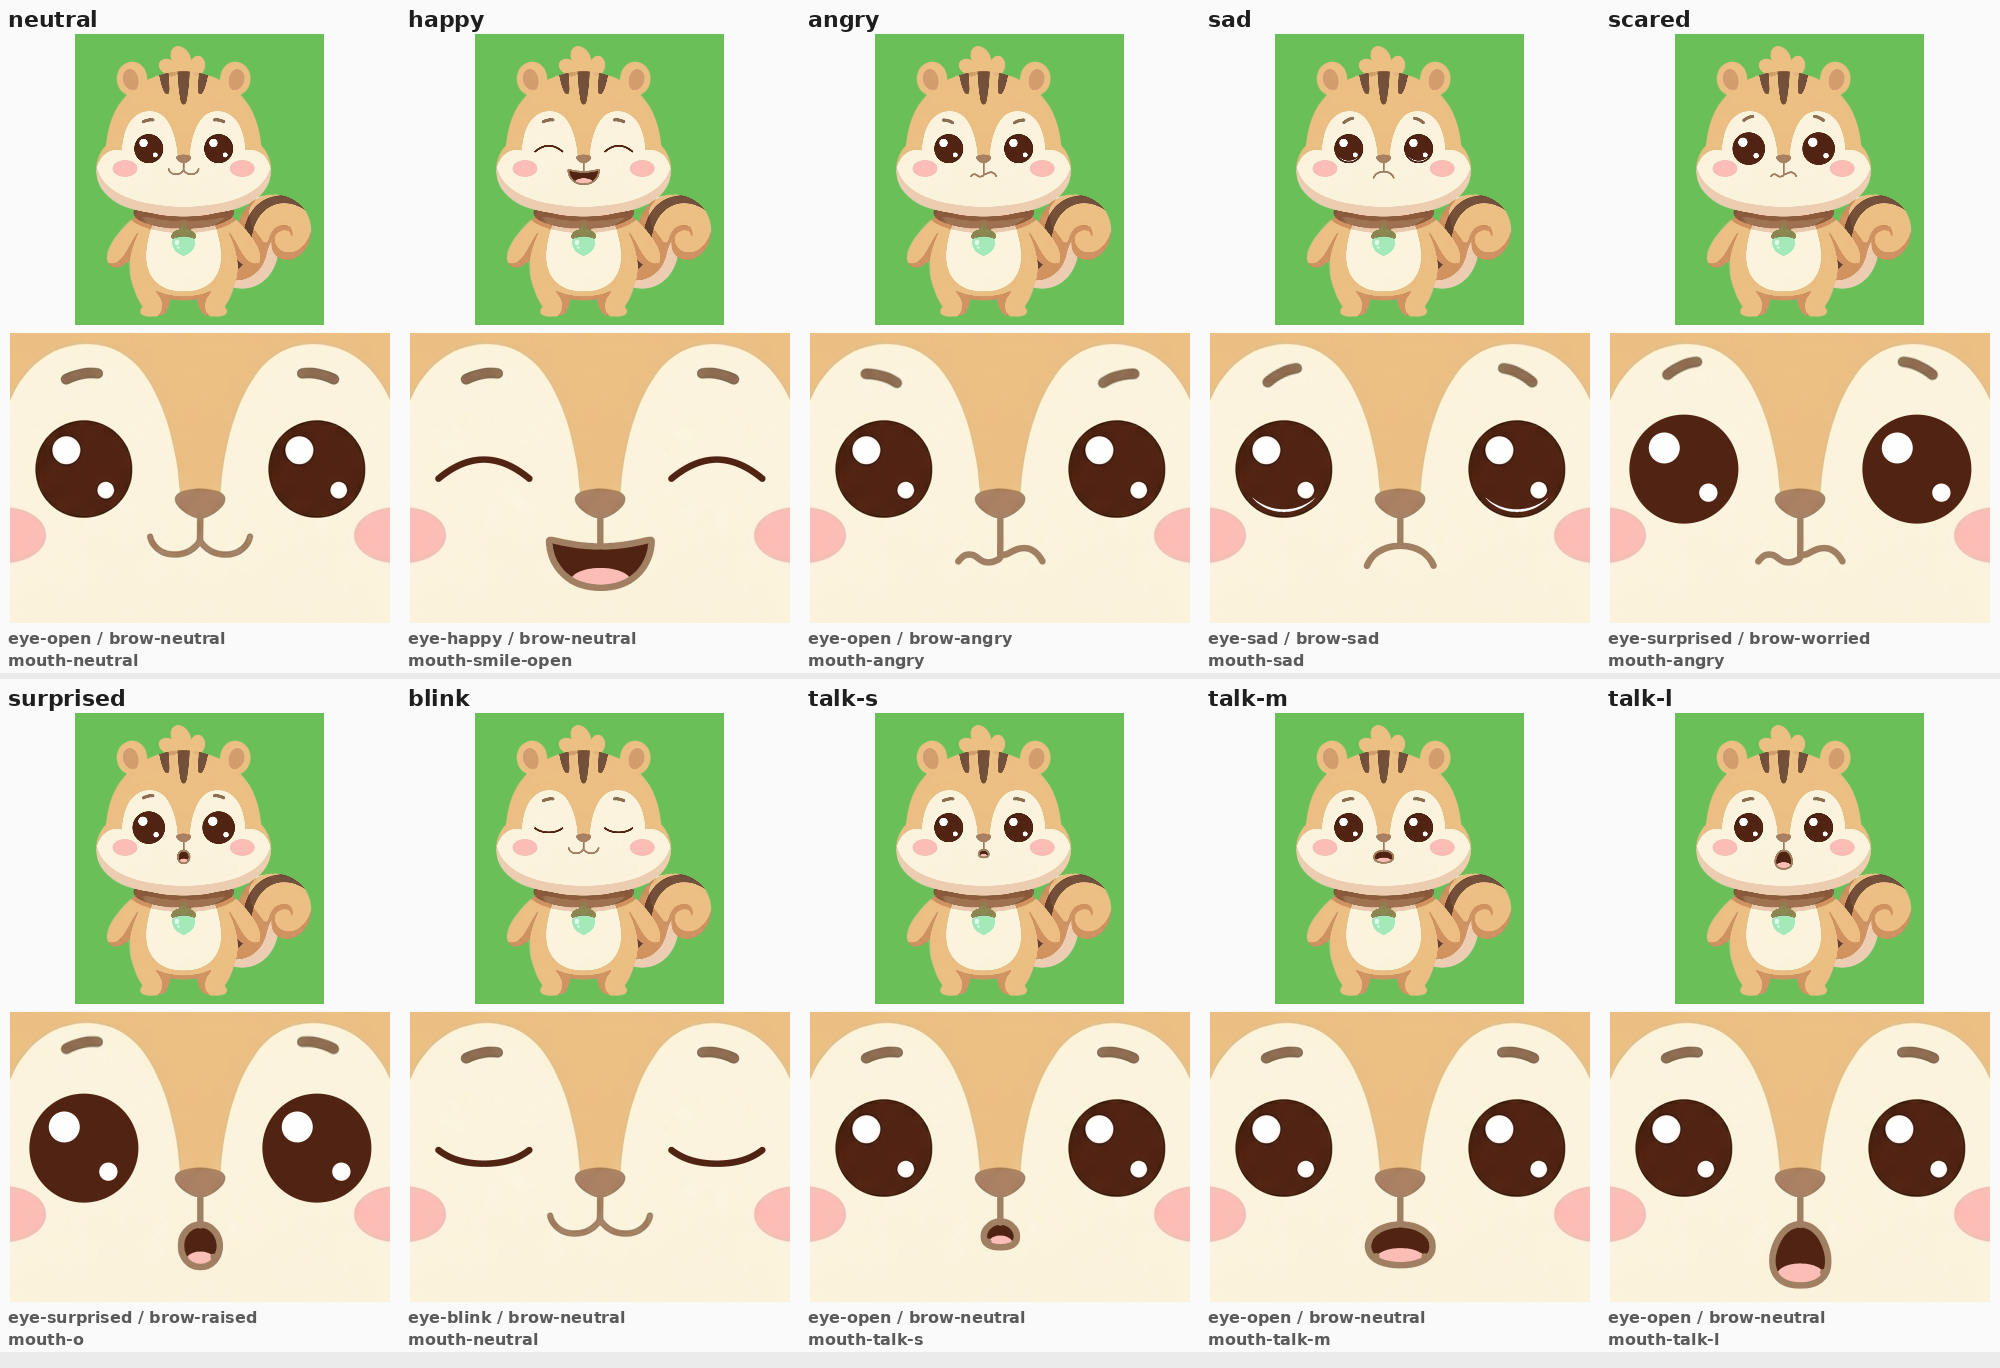 neutral
happy
angry
sad
scared
eye-open / brow-neutral
mouth-neutral
eye-happy / brow-neutral
mouth-smile-open
eye-open / brow-angry
mouth-angry
eye-sad / brow-sad
mouth-sad
eye-surprised / brow-worried
mouth-angry
surprised
blink
talk-s
talk-m
talk-l
eye-surprised / brow-raised
mouth-o
eye-blink / brow-neutral
mouth-neutral
eye-open / brow-neutral
mouth-talk-s
eye-open / brow-neutral
mouth-talk-m
eye-open / brow-neutral
mouth-talk-l